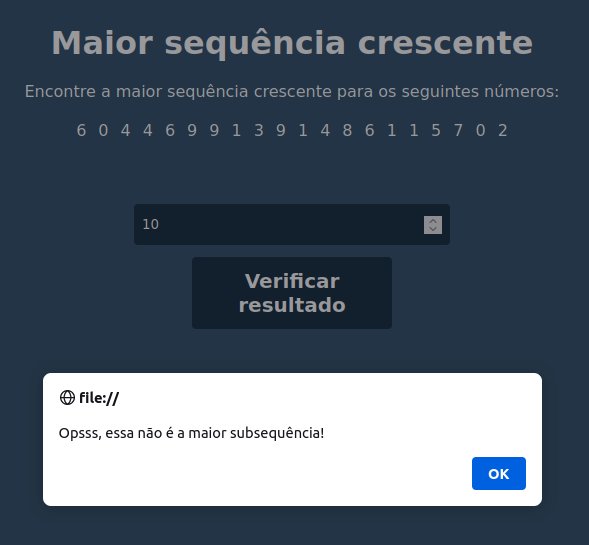 Maior sequência crescente
Encontre a maior sequência crescente para os seguintes números:
6 0 4 4 6 9 9 1 3 9 1 4 8 6 1 1 5 7 0 2
10
Verificar
resultado
file://
Opsss, essa não é a maior subsequência!
OK